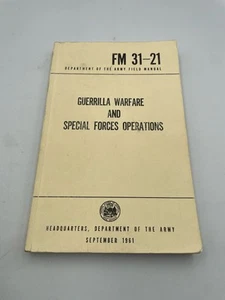 FM 31–21
DEPARTMENT OF THE ARMY FIELD MANUAL
GUERRILLA WARFARE
AND
SPECIAL FORCES OPERATIONS
HEADQUARTERS, DEPARTMENT OF THE ARMY
SEPTEMBER 1961